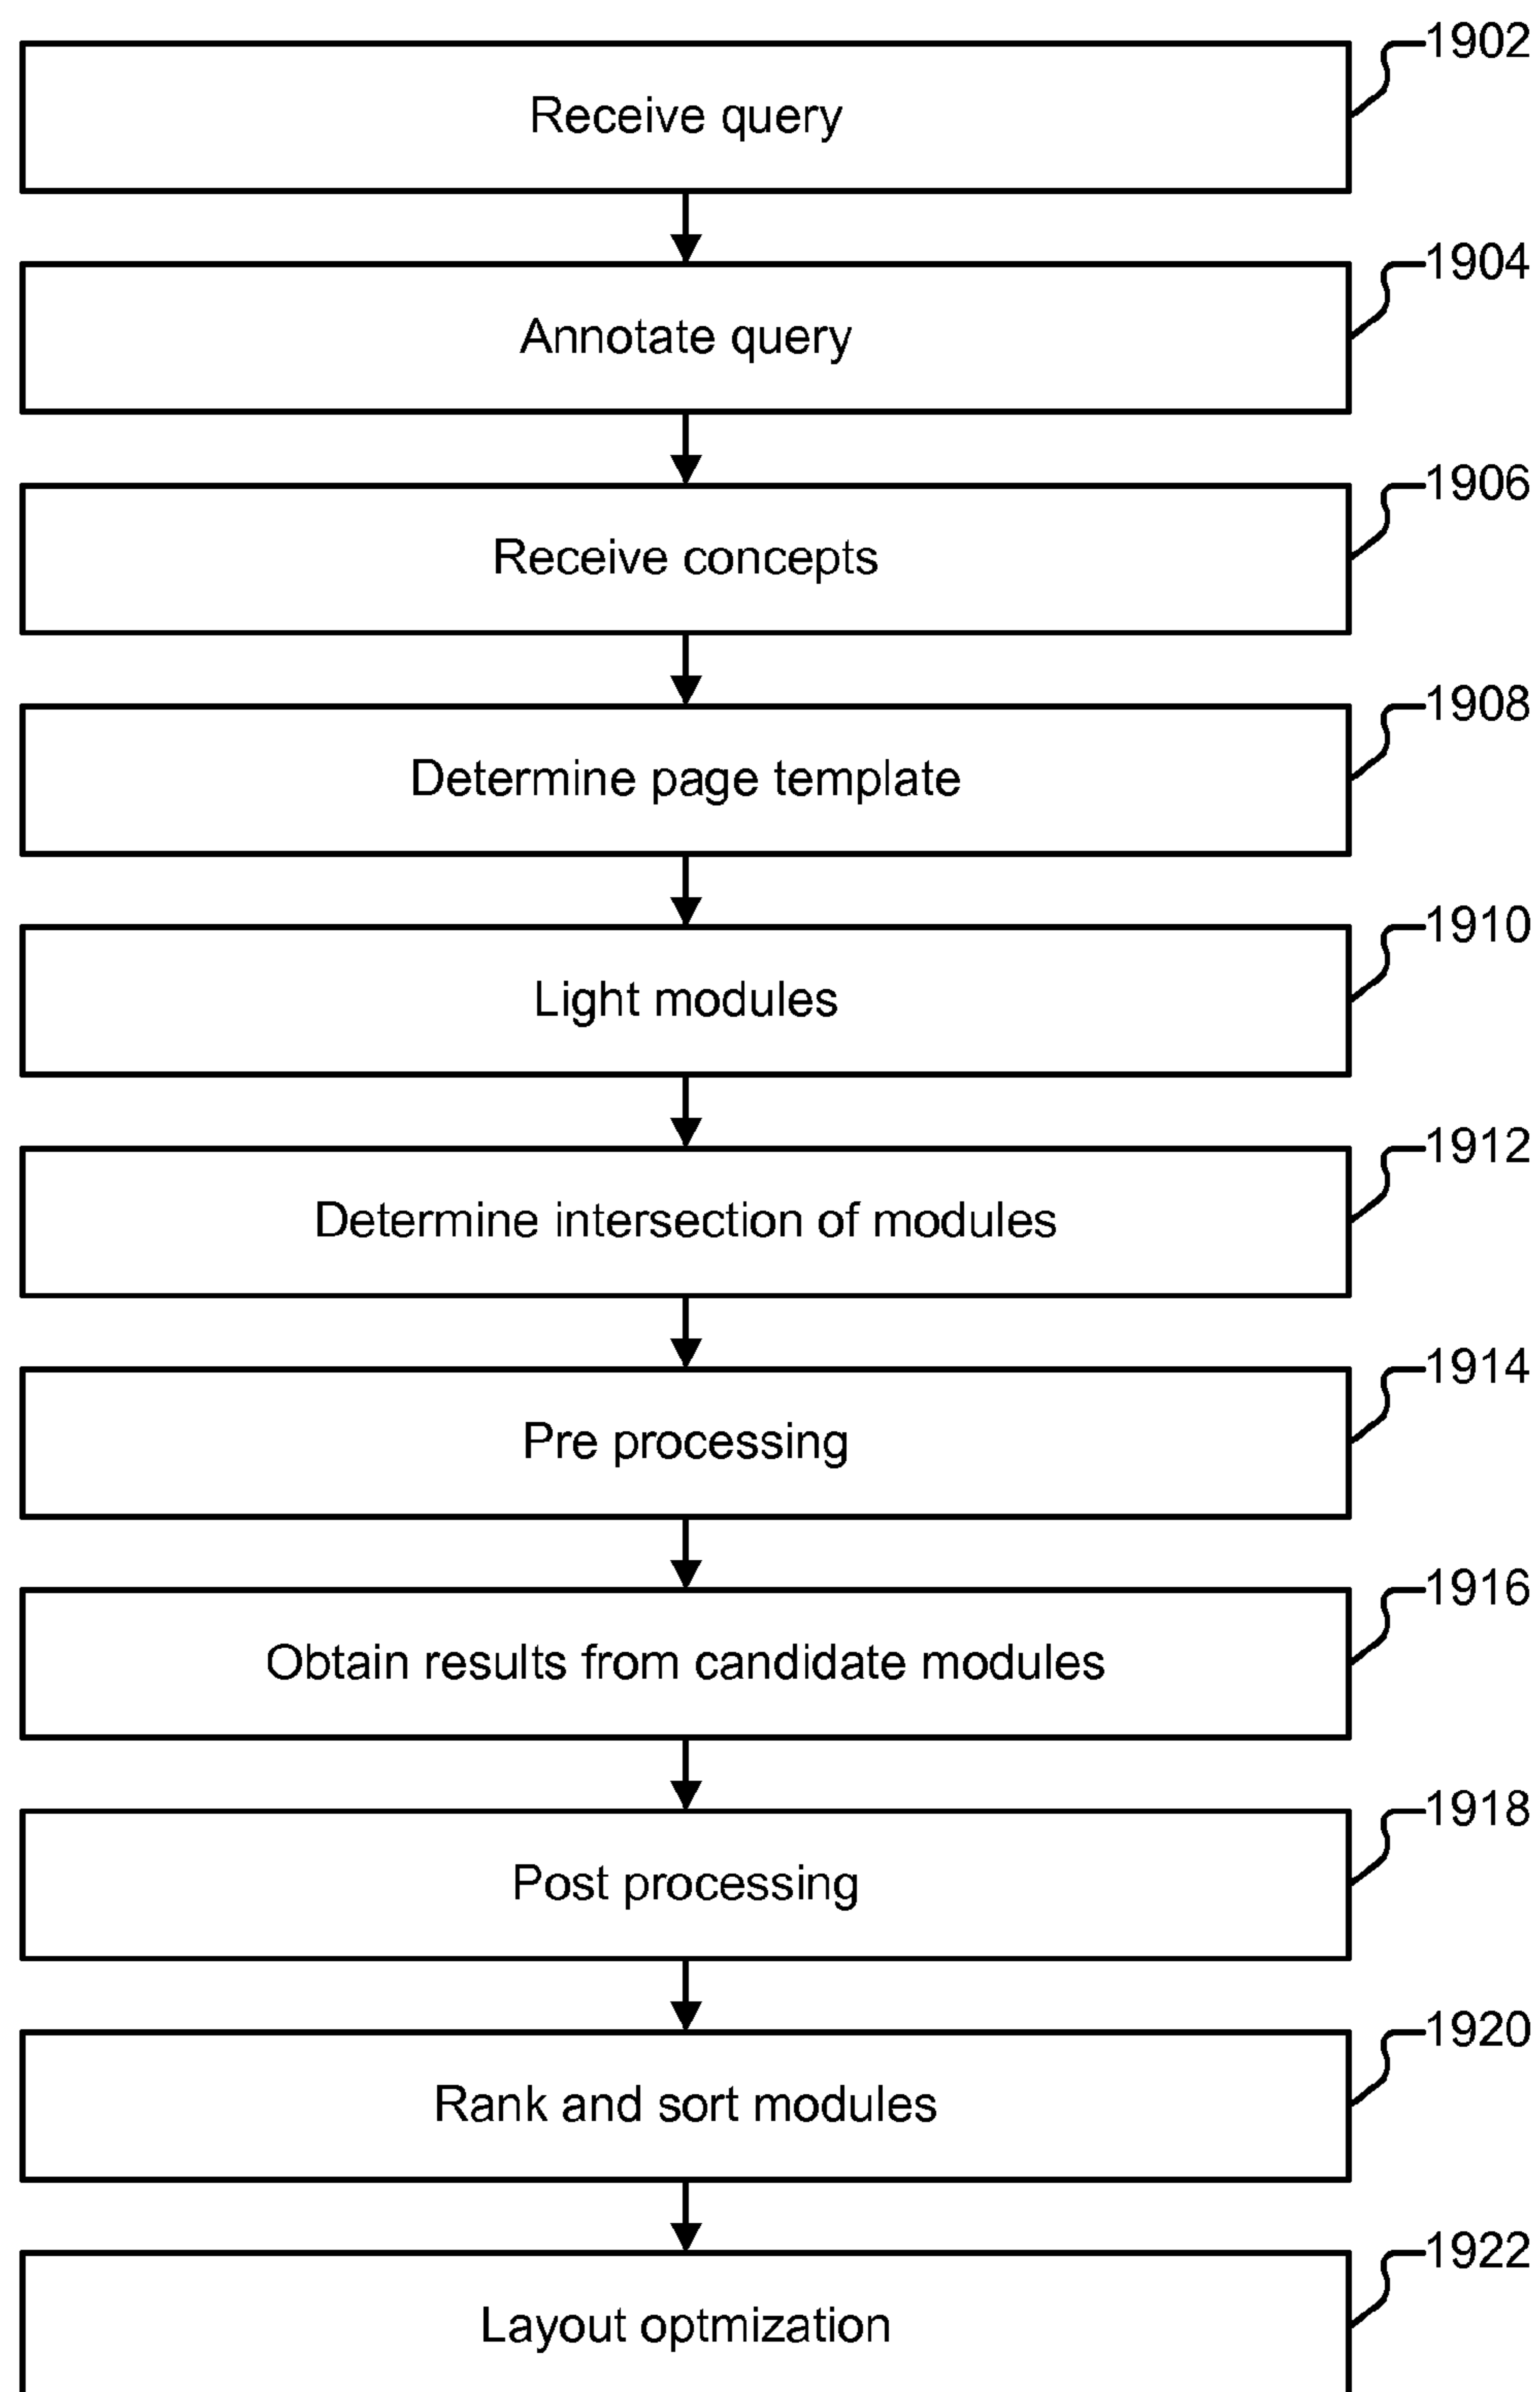 1902
Receive query
1904
Annotate query
1906
Receive concepts
1908
Determine page template
1910
Light modules
1912
Determine intersection of modules
1914
Pre processing
1916
Obtain results from candidate modules
1918
Post processing
1920
Rank and sort modules
1922
Layout optmization